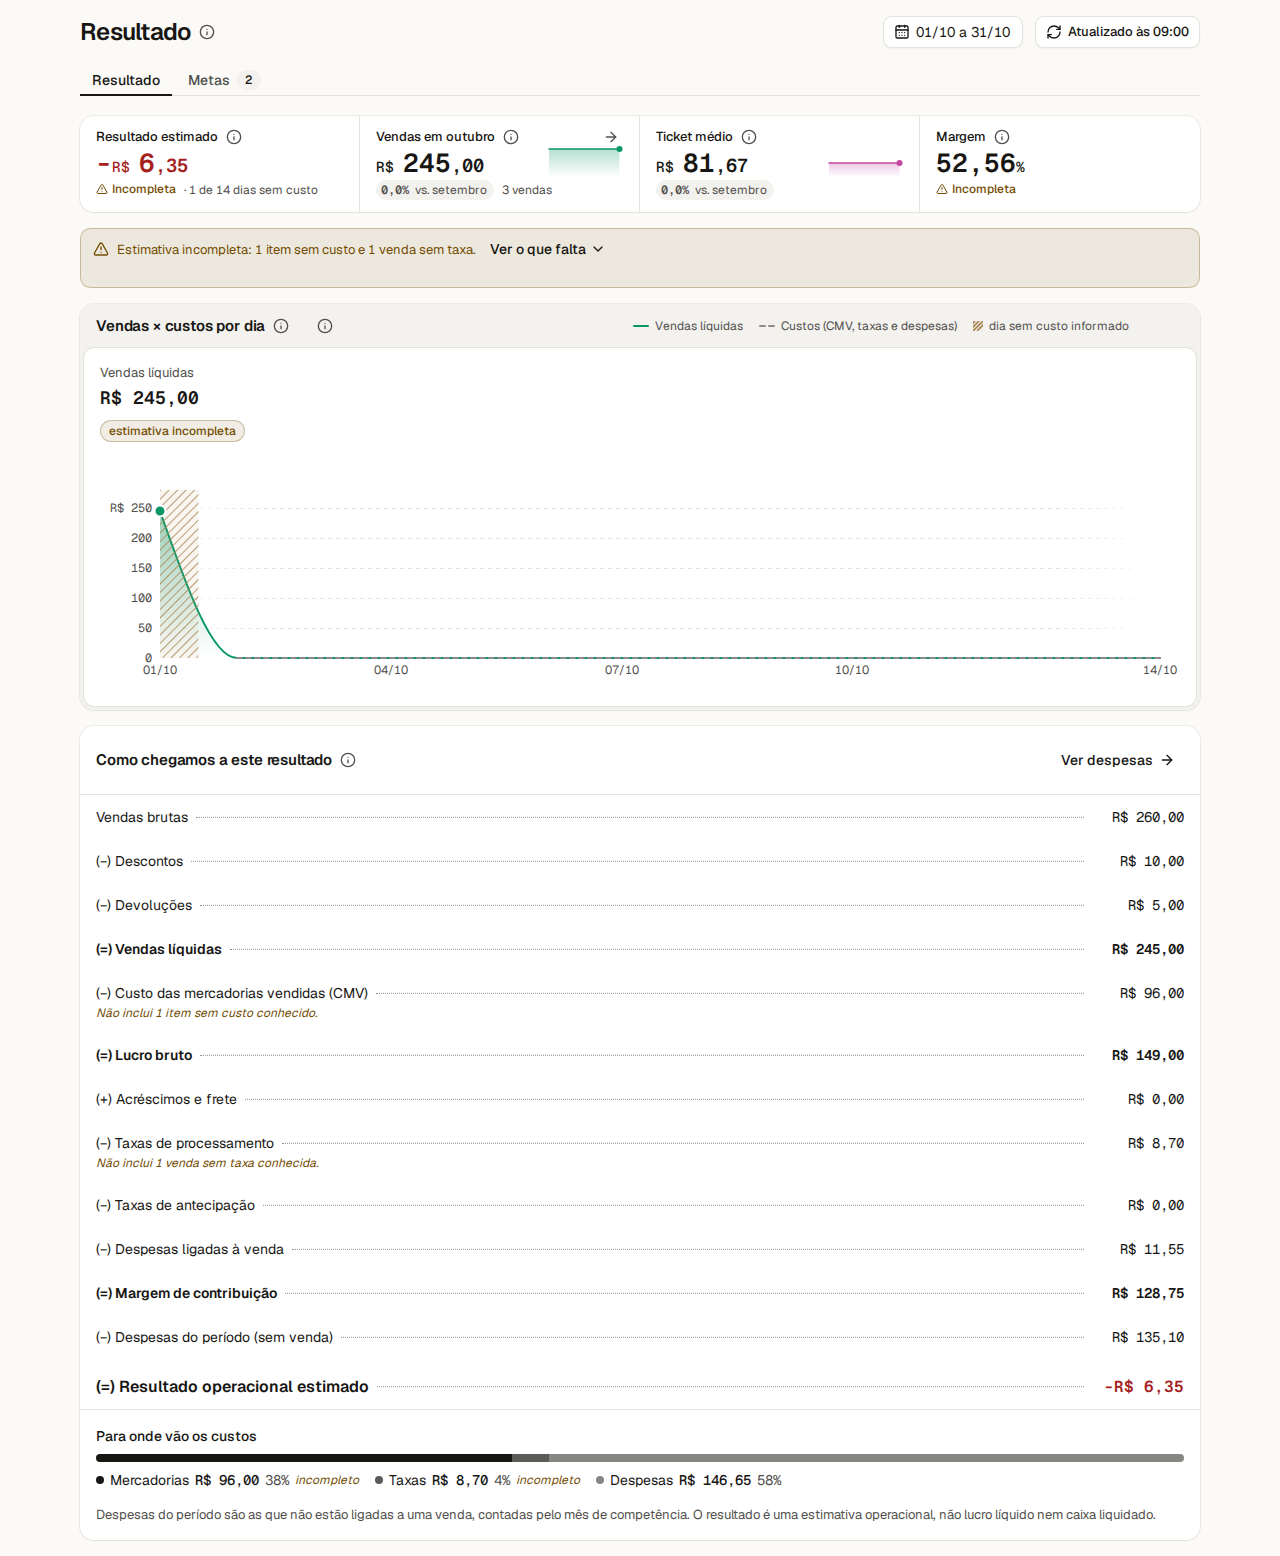 Resultado
01/10 a 31/10
Atualizado às 09:00
Resultado
Metas 2
Resultado estimado
-R$ 6,35
Incompleta · 1 de 14 dias sem custo
Vendas em outubro
R$ 245,00
0,0% vs. setembro 3 vendas
Ticket médio
R$ 81,67
0,0% vs. setembro
Margem
52,56%
Incompleta
Estimativa incompleta: 1 item sem custo e 1 venda sem taxa. Ver o que falta
Vendas × custos por dia
Vendas líquidas
Custos (CMV, taxas e despesas)
dia sem custo informado
Vendas líquidas
R$ 245,00
estimativa incompleta
R$ 250
200
150
100
50
0
01/10 04/10 07/10 10/10 14/10
Como chegamos a este resultado
Ver despesas
Vendas brutas R$ 260,00
(−) Descontos R$ 10,00
(−) Devoluções R$ 5,00
(=) Vendas líquidas R$ 245,00
(−) Custo das mercadorias vendidas (CMV) R$ 96,00
Não inclui 1 item sem custo conhecido.
(=) Lucro bruto R$ 149,00
(+) Acréscimos e frete R$ 0,00
(−) Taxas de processamento R$ 8,70
Não inclui 1 venda sem taxa conhecida.
(−) Taxas de antecipação R$ 0,00
(−) Despesas ligadas à venda R$ 11,55
(=) Margem de contribuição R$ 128,75
(−) Despesas do período (sem venda) R$ 135,10
(=) Resultado operacional estimado -R$ 6,35
Para onde vão os custos
Mercadorias R$ 96,00 38% incompleto
Taxas R$ 8,70 4% incompleto
Despesas R$ 146,65 58%
Despesas do período são as que não estão ligadas a uma venda, contadas pelo mês de competência. O resultado é uma estimativa operacional, não lucro líquido nem caixa liquidado.